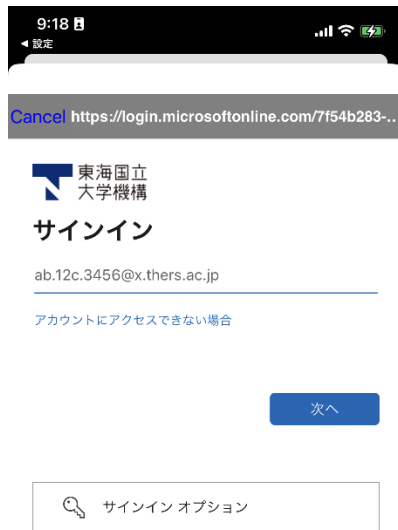 9:18
◀ 設定
Cancel https://login.microsoftonline.com/7f54b283-...
東海国立
大学機構
サインイン
ab.12c.3456@x.thers.ac.jp
アカウントにアクセスできない場合
次へ
サインイン オプション